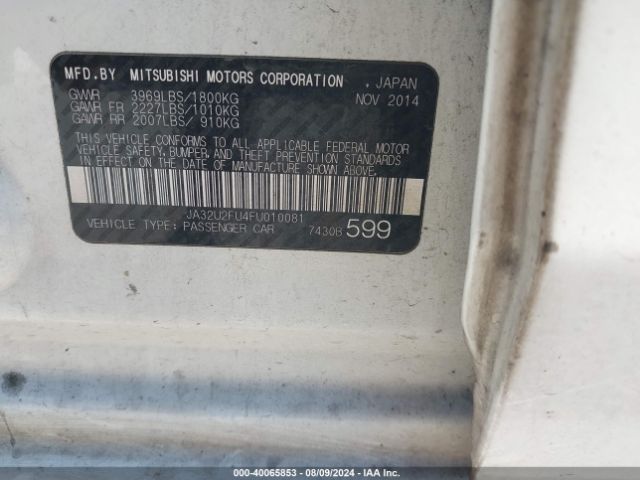 MFD.BY MITSUBISHI MOTORS CORPORATION , JAPAN
GVWR 3969LBS/1800KG NOV 2014
GAWR FR 2227LBS/1010KG
GAWR RR 2007LBS/ 910KG
THIS VEHICLE CONFORMS TO ALL APPLICABLE FEDERAL MOTOR
VEHICLE SAFETY,BUMPER,AND THEFT PREVENTION STANDARDS
IN EFFECT ON THE DATE OF MANUFACTURE SHOWN ABOVE.
JA32U2FU4FU010081
VEHICLE TYPE: PASSENGER CAR 7430B 599
000-40065853 - 08/09/2024 - IAA Inc.